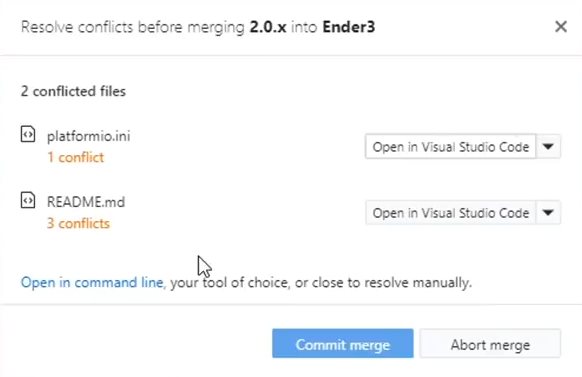 Resolve conflicts before merging 2.0.x into Ender3
2 conflicted files
platformio.ini
1 conflict
Open in Visual Studio Code
README.md
3 conflicts
Open in Visual Studio Code
Open in command line, your tool of choice, or close to resolve manually.
Commit merge
Abort merge